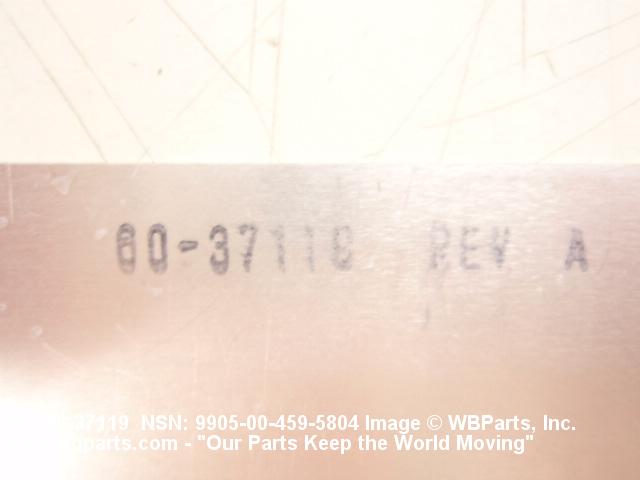 60-37118 REV A
37119 NSN: 9905-00-459-5804 Image © WBParts, Inc.
bparts.com - "Our Parts Keep the World Moving"